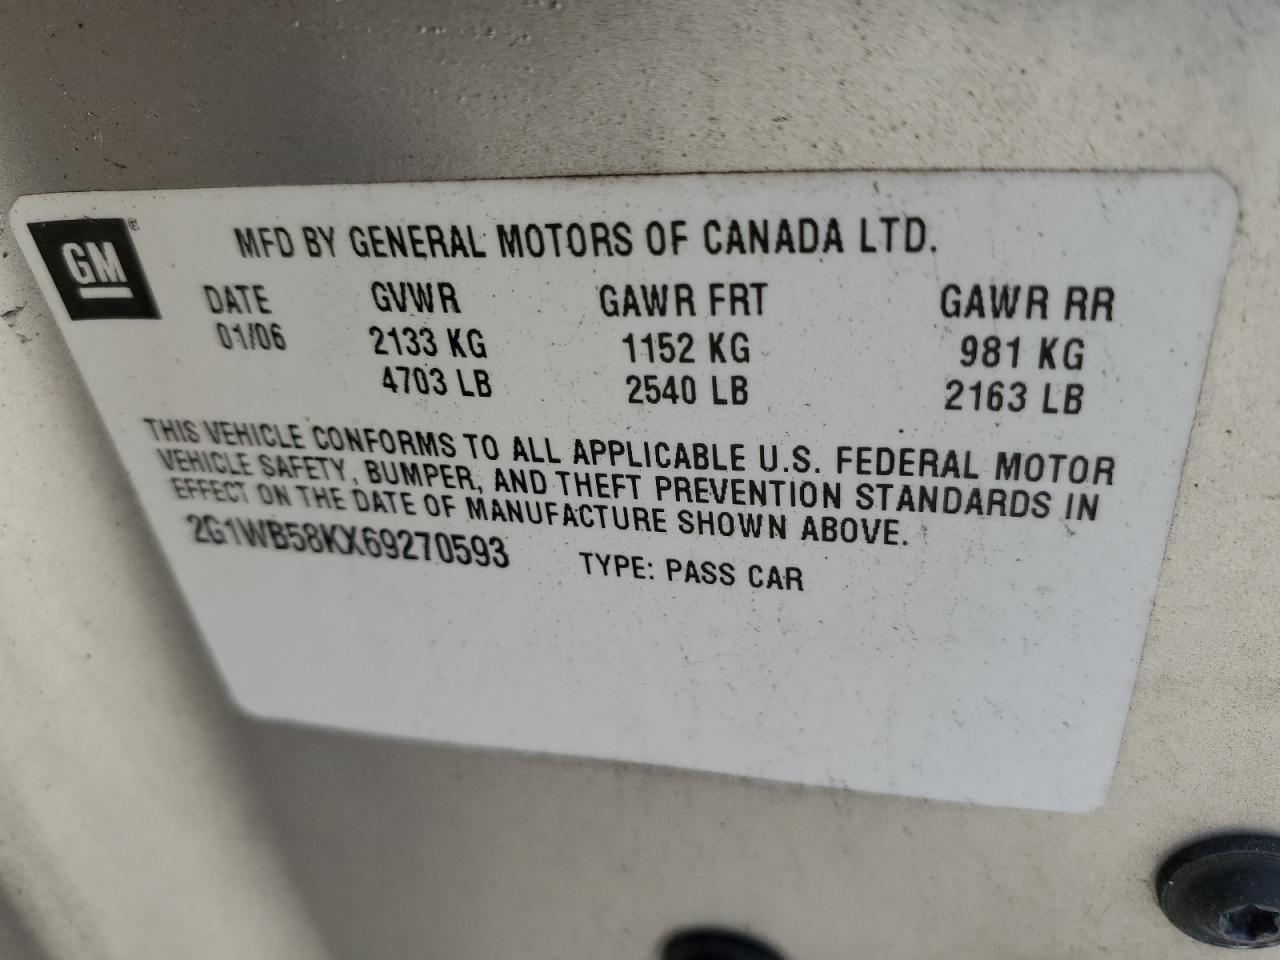 GM®
MFD BY GENERAL MOTORS OF CANADA LTD.
DATE GVWR GAWR FRT GAWR RR
01/06 2133 KG 1152 KG 981 KG
4703 LB 2540 LB 2163 LB
THIS VEHICLE CONFORMS TO ALL APPLICABLE U.S. FEDERAL MOTOR
VEHICLE SAFETY, BUMPER, AND THEFT PREVENTION STANDARDS IN
EFFECT ON THE DATE OF MANUFACTURE SHOWN ABOVE.
2G1WB58KX69270593 TYPE: PASS CAR